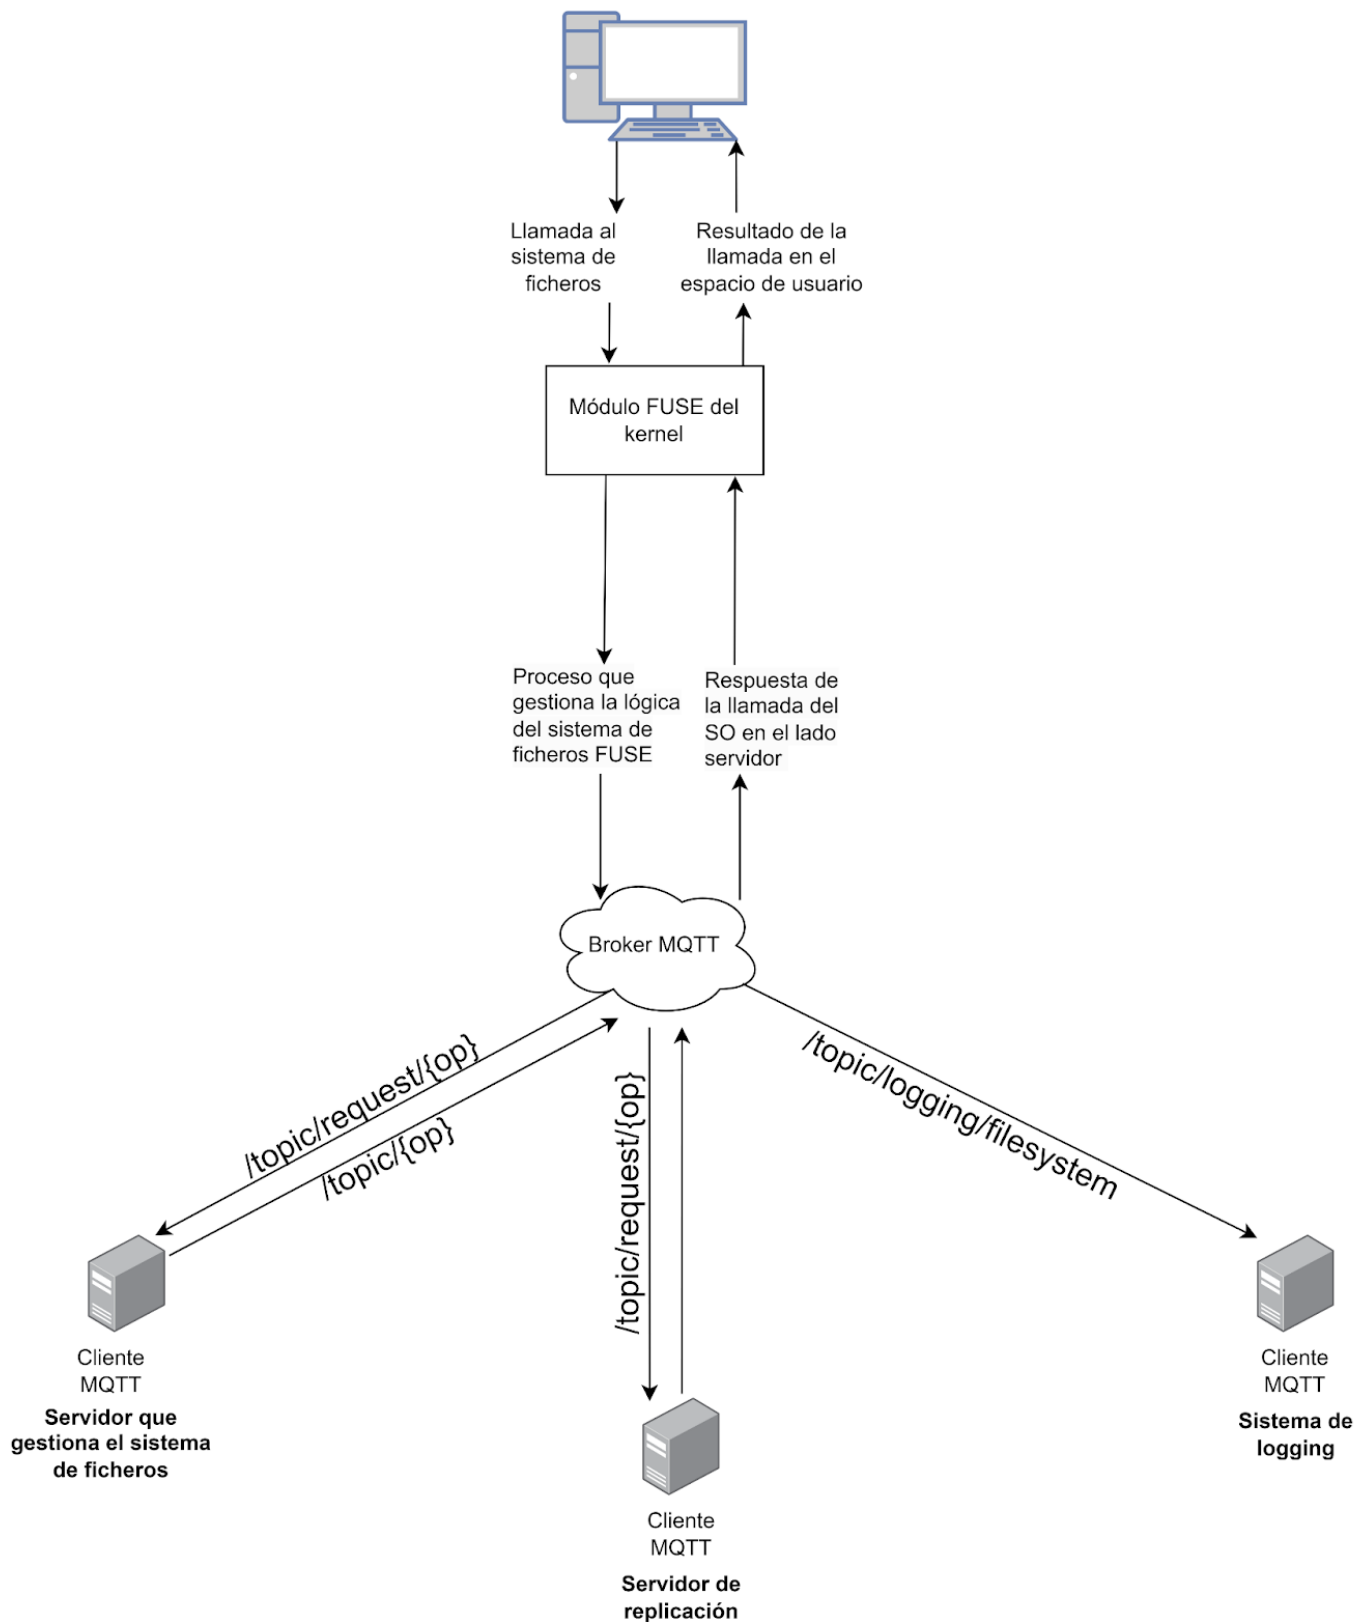 Llamada al
sistema de
ficheros
Resultado de la
llamada en el
espacio de usuario
Módulo FUSE del
kernel
Proceso que
gestiona la lógica
del sistema de
ficheros FUSE
Respuesta de
la llamada del
SO en el lado
servidor
Broker MQTT
/topic/request/{op}
/topic/{op}
/topic/request/{op}
/topic/logging/filesystem
Cliente
MQTT
Servidor que
gestiona el sistema
de ficheros
Cliente
MQTT
Servidor de
replicación
Cliente
MQTT
Sistema de
logging